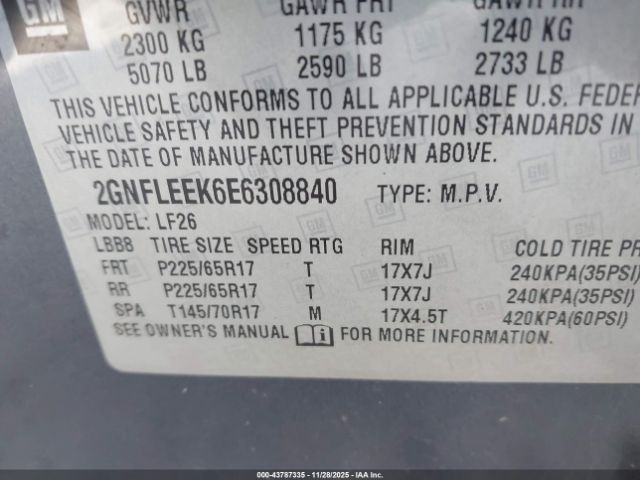 GM GVWR GAWR FRT GAWR RR
2300 KG 1175 KG 1240 KG
5070 LB 2590 LB 2733 LB
THIS VEHICLE CONFORMS TO ALL APPLICABLE U.S. FEDER
VEHICLE SAFETY AND THEFT PREVENTION STANDARDS IN
THE DATE OF MANUFACTURE SHOWN ABOVE.
2GNFLEEK6E6308840 TYPE: M.P.V.
MODEL: LF26
LBB8 TIRE SIZE SPEED RTG RIM COLD TIRE PR
FRT P225/65R17 T 17X7J 240KPA(35PSI)
RR P225/65R17 T 17X7J 240KPA(35PSI)
SPA T145/70R17 M 17X4.5T 420KPA(60PSI)
SEE OWNER'S MANUAL FOR MORE INFORMATION.
000-43787335 11/28/2025 IAAI.COM